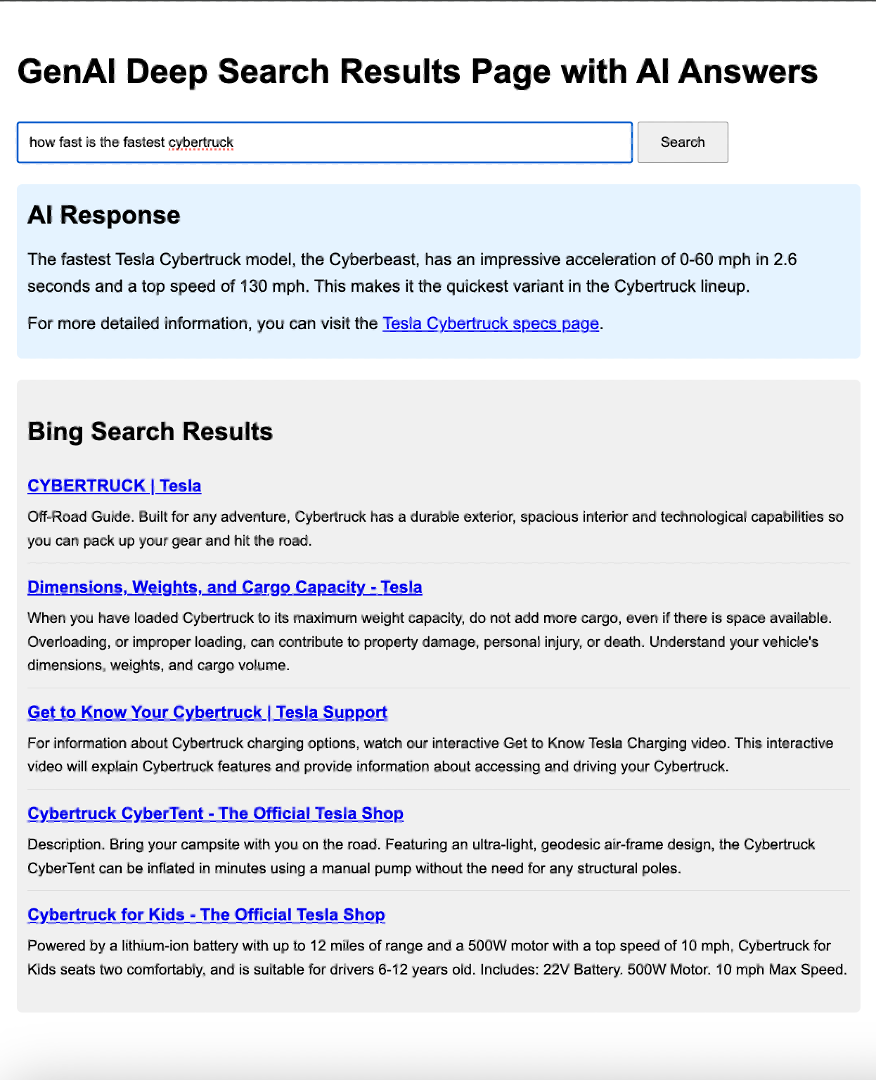 GenAI Deep Search Results Page with AI Answers
how fast is the fastest cybertruck
Search
AI Response
The fastest Tesla Cybertruck model, the Cyberbeast, has an impressive acceleration of 0-60 mph in 2.6
seconds and a top speed of 130 mph. This makes it the quickest variant in the Cybertruck lineup.
For more detailed information, you can visit the Tesla Cybertruck specs page.
Bing Search Results
CYBERTRUCK | Tesla
Off-Road Guide. Built for any adventure, Cybertruck has a durable exterior, spacious interior and technological capabilities so
you can pack up your gear and hit the road.
Dimensions, Weights, and Cargo Capacity - Tesla
When you have loaded Cybertruck to its maximum weight capacity, do not add more cargo, even if there is space available.
Overloading, or improper loading, can contribute to property damage, personal injury, or death. Understand your vehicle's
dimensions, weights, and cargo volume.
Get to Know Your Cybertruck | Tesla Support
For information about Cybertruck charging options, watch our interactive Get to Know Tesla Charging video. This interactive
video will explain Cybertruck features and provide information about accessing and driving your Cybertruck.
Cybertruck CyberTent - The Official Tesla Shop
Description. Bring your campsite with you on the road. Featuring an ultra-light, geodesic air-frame design, the Cybertruck
CyberTent can be inflated in minutes using a manual pump without the need for any structural poles.
Cybertruck for Kids - The Official Tesla Shop
Powered by a lithium-ion battery with up to 12 miles of range and a 500W motor with a top speed of 10 mph, Cybertruck for
Kids seats two comfortably, and is suitable for drivers 6-12 years old. Includes: 22V Battery. 500W Motor. 10 mph Max Speed.